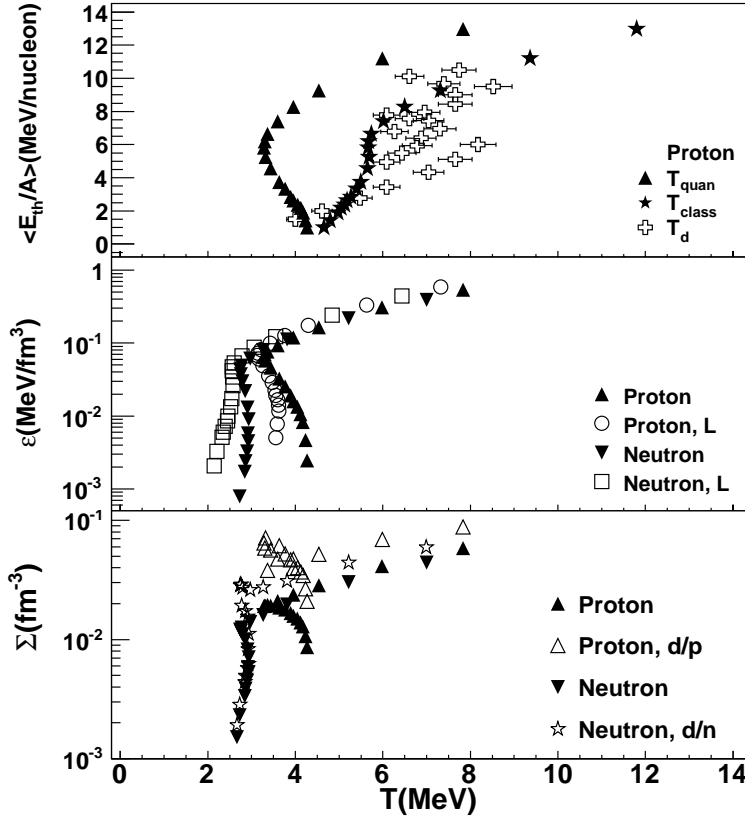 <E_th/A>(MeV/nucleon)
14
12
10
8
6
4
2
0
Proton
T_quan
T_class
T_d
ε(MeV/fm^3)
1
10^-1
10^-2
10^-3
Proton
Proton, L
Neutron
Neutron, L
Σ(fm^-3)
10^-1
10^-2
10^-3
Proton
Proton, d/p
Neutron
Neutron, d/n
0 2 4 6 8 10 12 14
T(MeV)